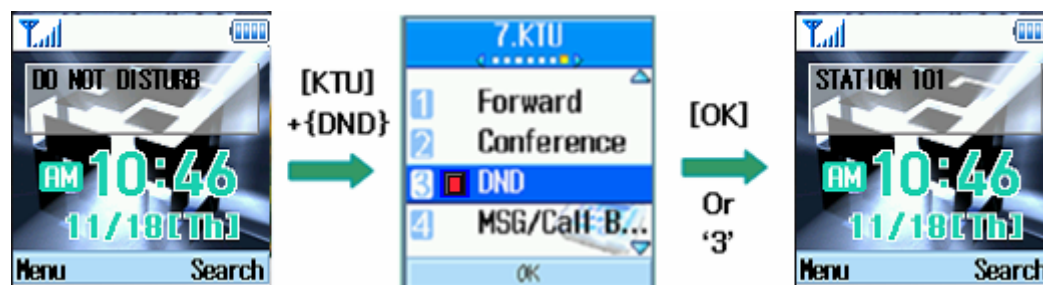 DO NOT DISTURB
AM 10:46
11/18[Th]
Menu Search
[KTU]
+{DND}
7.KTU
1 Forward
2 Conference
3 DND
4 MSG/Call B...
OK
[OK]
Or
‘3’
STATION 101
AM 10:46
11/18[Th]
Menu Search